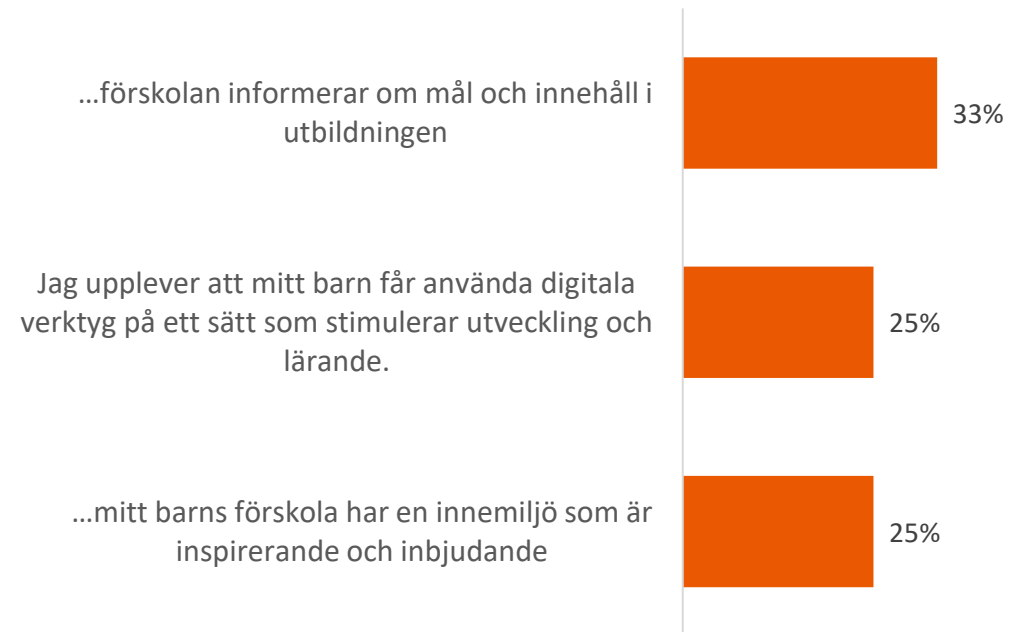 …förskolan informerar om mål och innehåll i
utbildningen
33%
Jag upplever att mitt barn får använda digitala
verktyg på ett sätt som stimulerar utveckling och
lärande.
25%
…mitt barns förskola har en innemiljö som är
inspirerande och inbjudande
25%